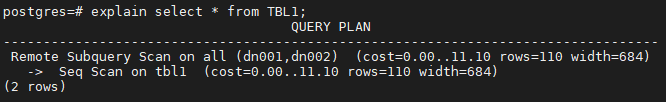 postgres=# explain select * from TBL1;
QUERY PLAN
--------------------------------------------------------------------------------
Remote Subquery Scan on all (dn001,dn002)  (cost=0.00..11.10 rows=110 width=684)
->  Seq Scan on tbl1  (cost=0.00..11.10 rows=110 width=684)
(2 rows)